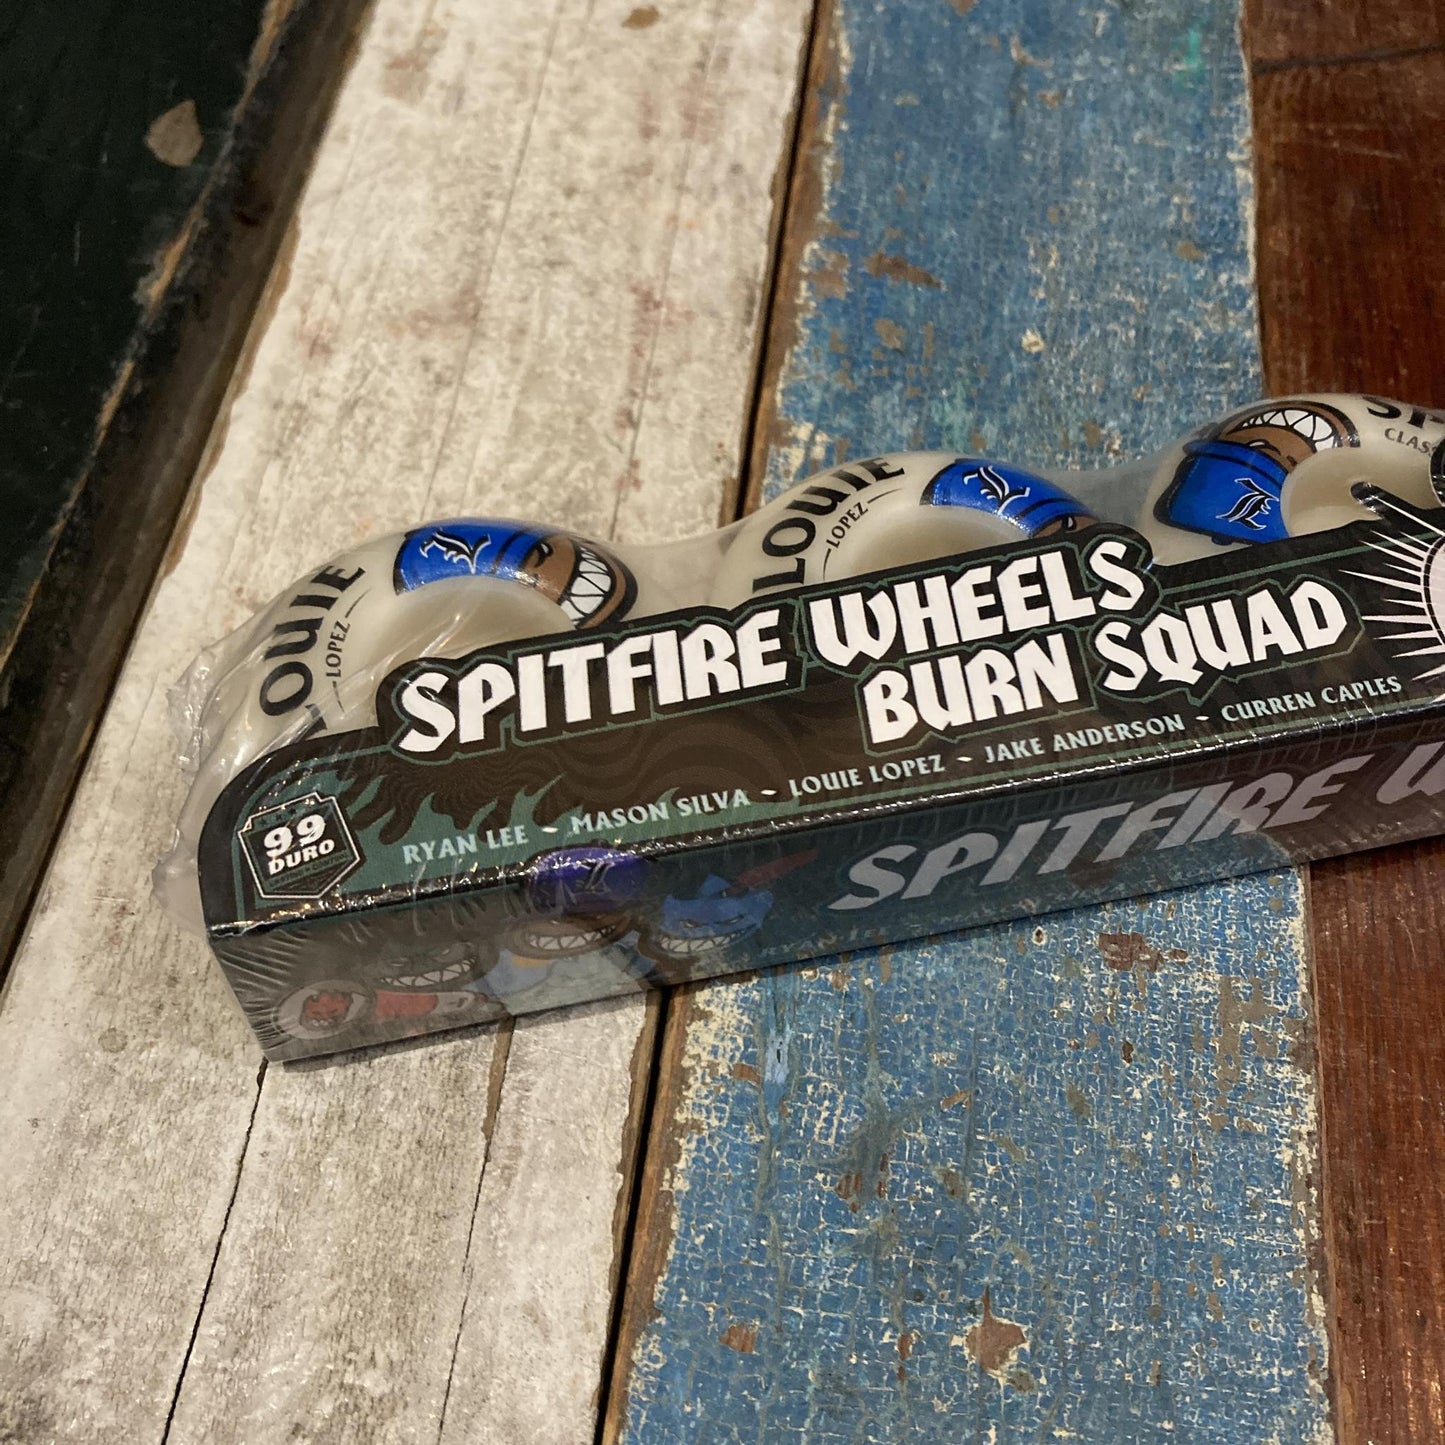 LOUIE
LOPEZ
L
LOUIE
LOPEZ
L
L
SPITFIRE WHEELS
BURN SQUAD
RYAN LEE ~ MASON SILVA ~ LOUIE LOPEZ ~ JAKE ANDERSON ~ CURREN CAPLES
99
DURO
SPITFIRE
L